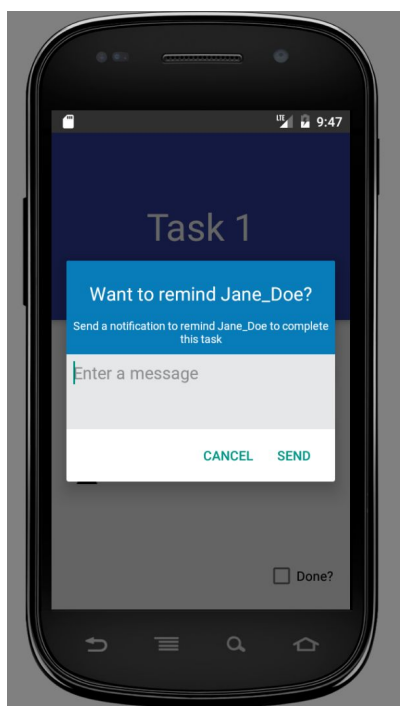 LTE 9:47
Task 1
Want to remind Jane_Doe?
Send a notification to remind Jane_Doe to complete
this task
Enter a message
CANCEL SEND
Done?